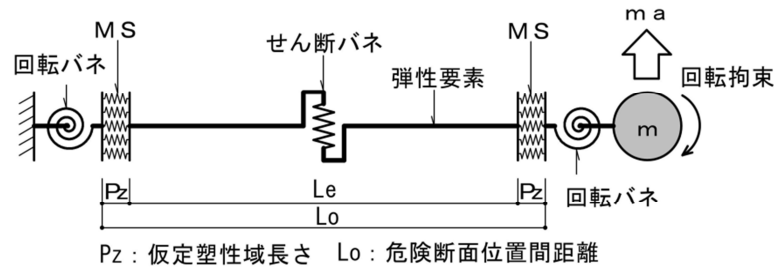 ｍａ
ＭＳ
せん断バネ
ＭＳ
回転バネ
弾性要素
回転拘束
ｍ
Ｐz
Ｌe
Ｐz
回転バネ
Ｌo
Ｐz：仮定塑性域長さ　Ｌo：危険断面位置間距離